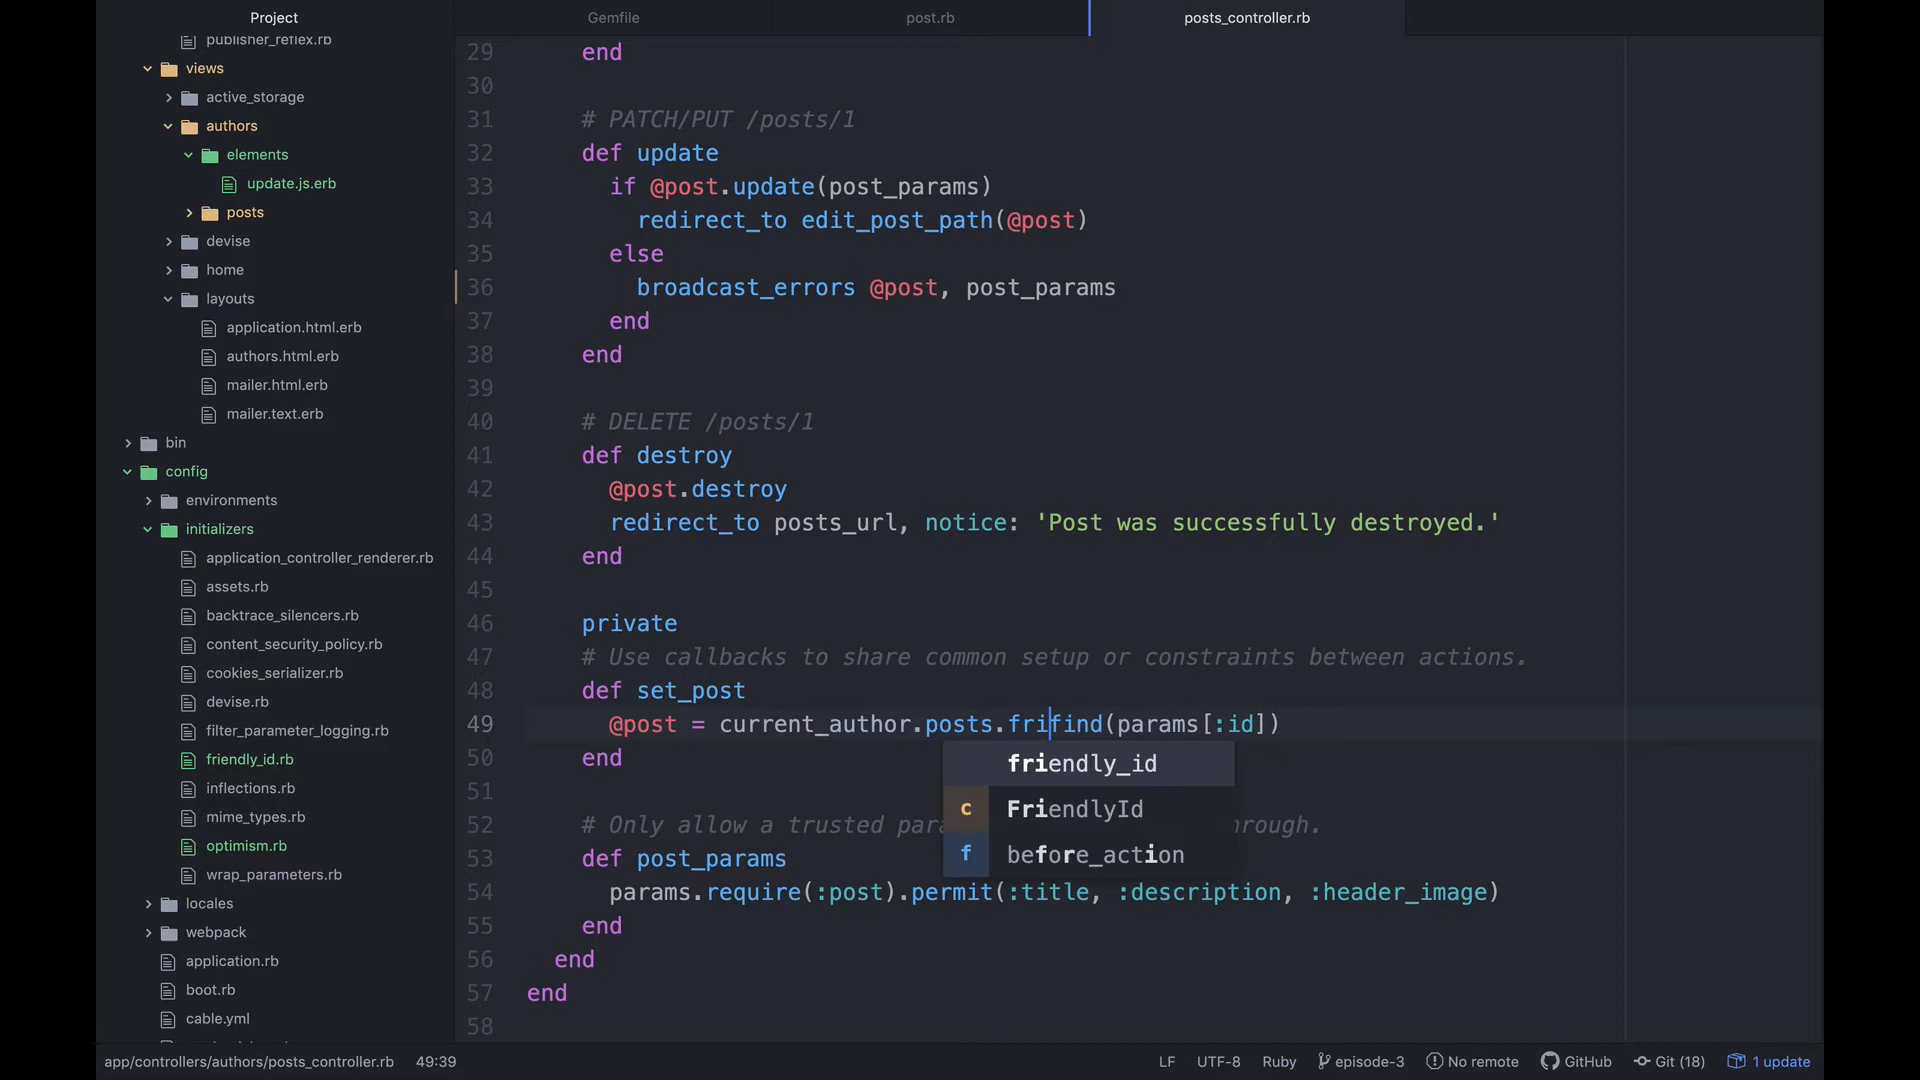 Project
publisher_reflex.rb
views
active_storage
authors
elements
update.js.erb
posts
devise
home
layouts
application.html.erb
authors.html.erb
mailer.html.erb
mailer.text.erb
bin
config
environments
initializers
application_controller_renderer.rb
assets.rb
backtrace_silencers.rb
content_security_policy.rb
cookies_serializer.rb
devise.rb
filter_parameter_logging.rb
friendly_id.rb
inflections.rb
mime_types.rb
optimism.rb
wrap_parameters.rb
locales
webpack
application.rb
boot.rb
cable.yml
Gemfile
post.rb
posts_controller.rb
29 end
30
31 # PATCH/PUT /posts/1
32 def update
33 if @post.update(post_params)
34 redirect_to edit_post_path(@post)
35 else
36 broadcast_errors @post, post_params
37 end
38 end
39
40 # DELETE /posts/1
41 def destroy
42 @post.destroy
43 redirect_to posts_url, notice: 'Post was successfully destroyed.'
44 end
45
46 private
47 # Use callbacks to share common setup or constraints between actions.
48 def set_post
49 @post = current_author.posts.frifind(params[:id])
50 end
friendly_id
51
c FriendlyId
52 # Only allow a trusted par hrough.
f before_action
53 def post_params
54 params.require(:post).permit(:title, :description, :header_image)
55 end
56 end
57 end
58
app/controllers/authors/posts_controller.rb 49:39
LF UTF-8 Ruby episode-3 No remote GitHub Git (18) 1 update